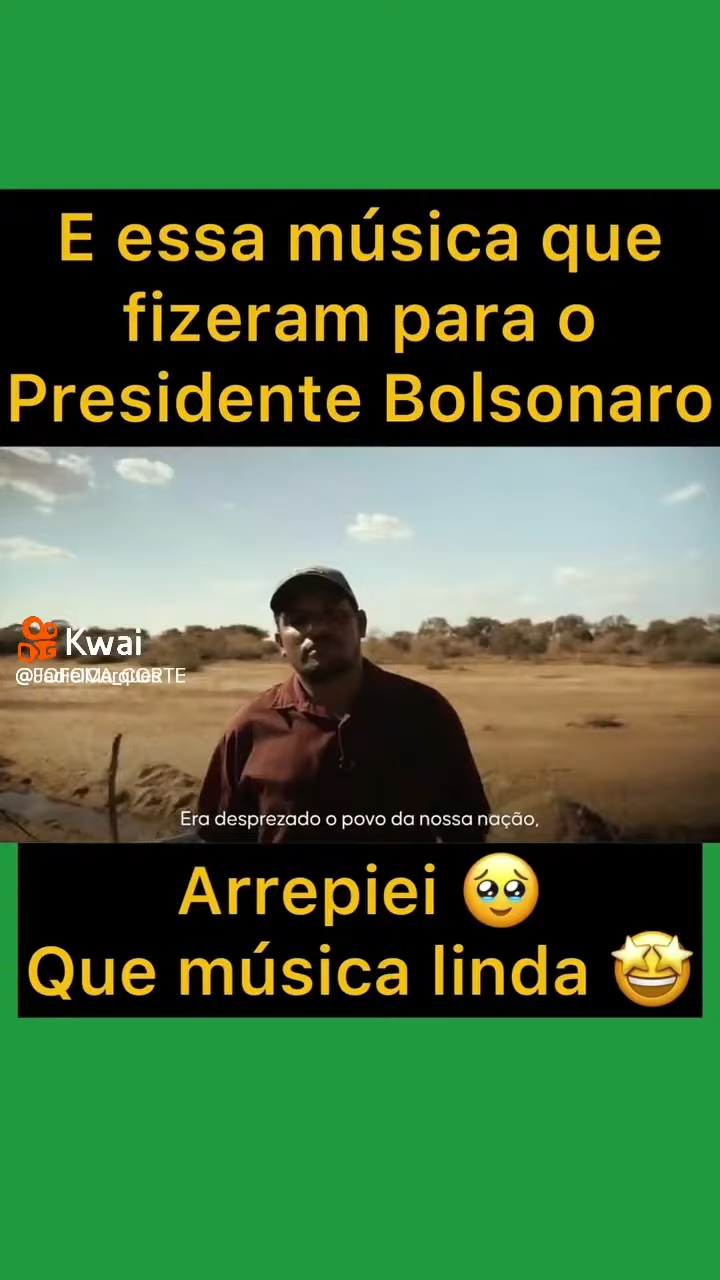 E essa música que
fizeram para o
Presidente Bolsonaro
Kwai
Era desprezado o povo da nossa nação,
Arrepiei 🥹
Que música linda 🤩